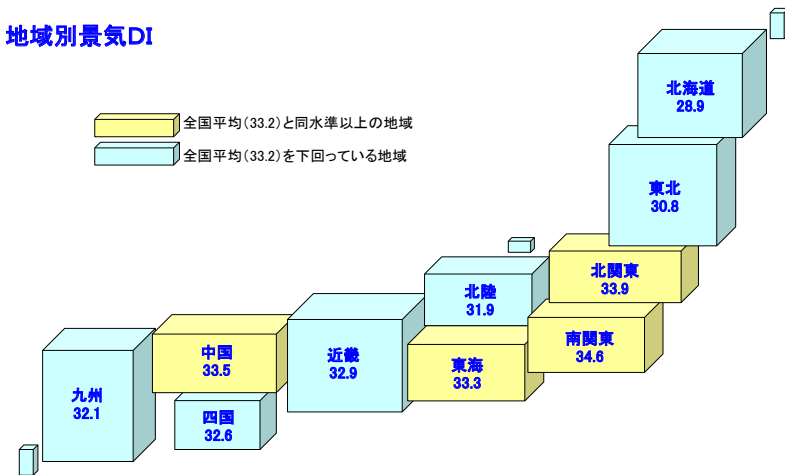 地域別景気DI
全国平均(33.2)と同水準以上の地域
全国平均(33.2)を下回っている地域
北海道
28.9
東北
30.8
北関東
33.9
北陸
31.9
南関東
34.6
中国
33.5
近畿
32.9
東海
33.3
九州
32.1
四国
32.6